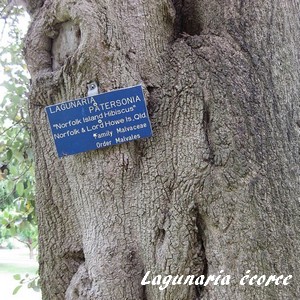 LAGUNARIA
PATERSONIA
"Norfolk Island Hibiscus"
Norfolk & Lord Howe Is, Qld.
Family Malvaceae
Order Malvales
Lagunaria écorce